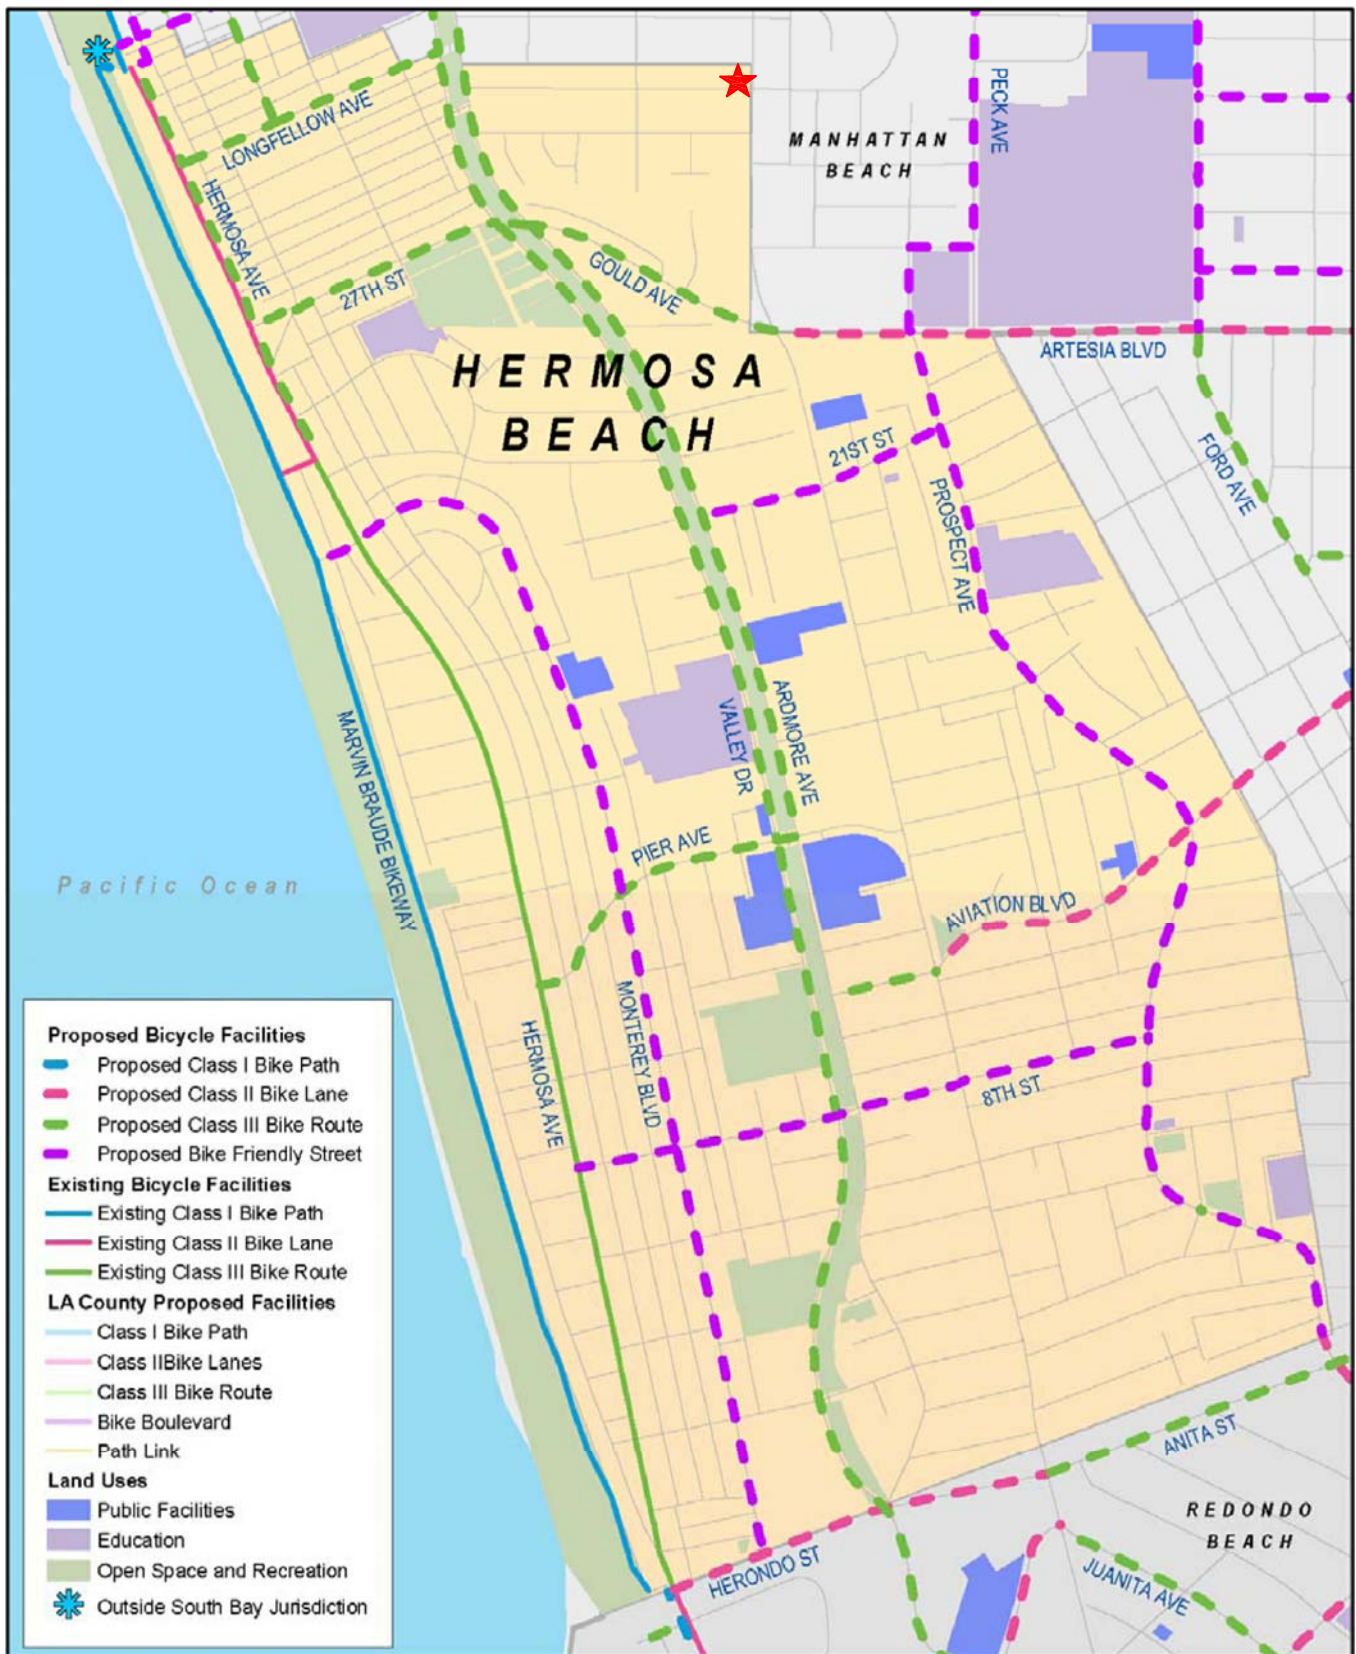 PECK AVE
MANHATTAN
BEACH
LONGFELLOW AVE
HERMOSA AVE
27TH ST
GOULD AVE
ARTESIA BLVD
HERMOSA
BEACH
21ST ST
FORD AVE
PROSPECT AVE
MARVIN BRAUDE BIKEWAY
VALLEY DR
ARDMORE AVE
PIER AVE
Pacific Ocean
AVIATION BLVD
HERMOSA AVE
MONTEREY BLVD
8TH ST
ANITA ST
REDONDO
BEACH
HERONDO ST
JUANITA AVE
Proposed Bicycle Facilities
Proposed Class I Bike Path
Proposed Class II Bike Lane
Proposed Class III Bike Route
Proposed Bike Friendly Street
Existing Bicycle Facilities
Existing Class I Bike Path
Existing Class II Bike Lane
Existing Class III Bike Route
LA County Proposed Facilities
Class I Bike Path
Class IIBike Lanes
Class III Bike Route
Bike Boulevard
Path Link
Land Uses
Public Facilities
Education
Open Space and Recreation
Outside South Bay Jurisdiction